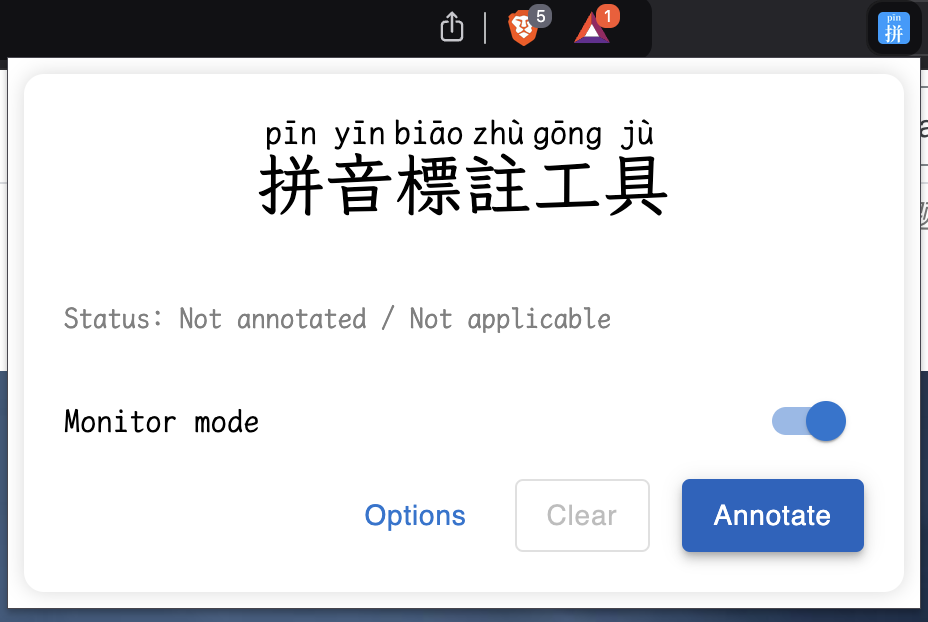 5 1 pīn
拼
pīn yīn biāo zhù gōng jù
拼音標註工具
Status: Not annotated / Not applicable
Monitor mode
Options Clear Annotate